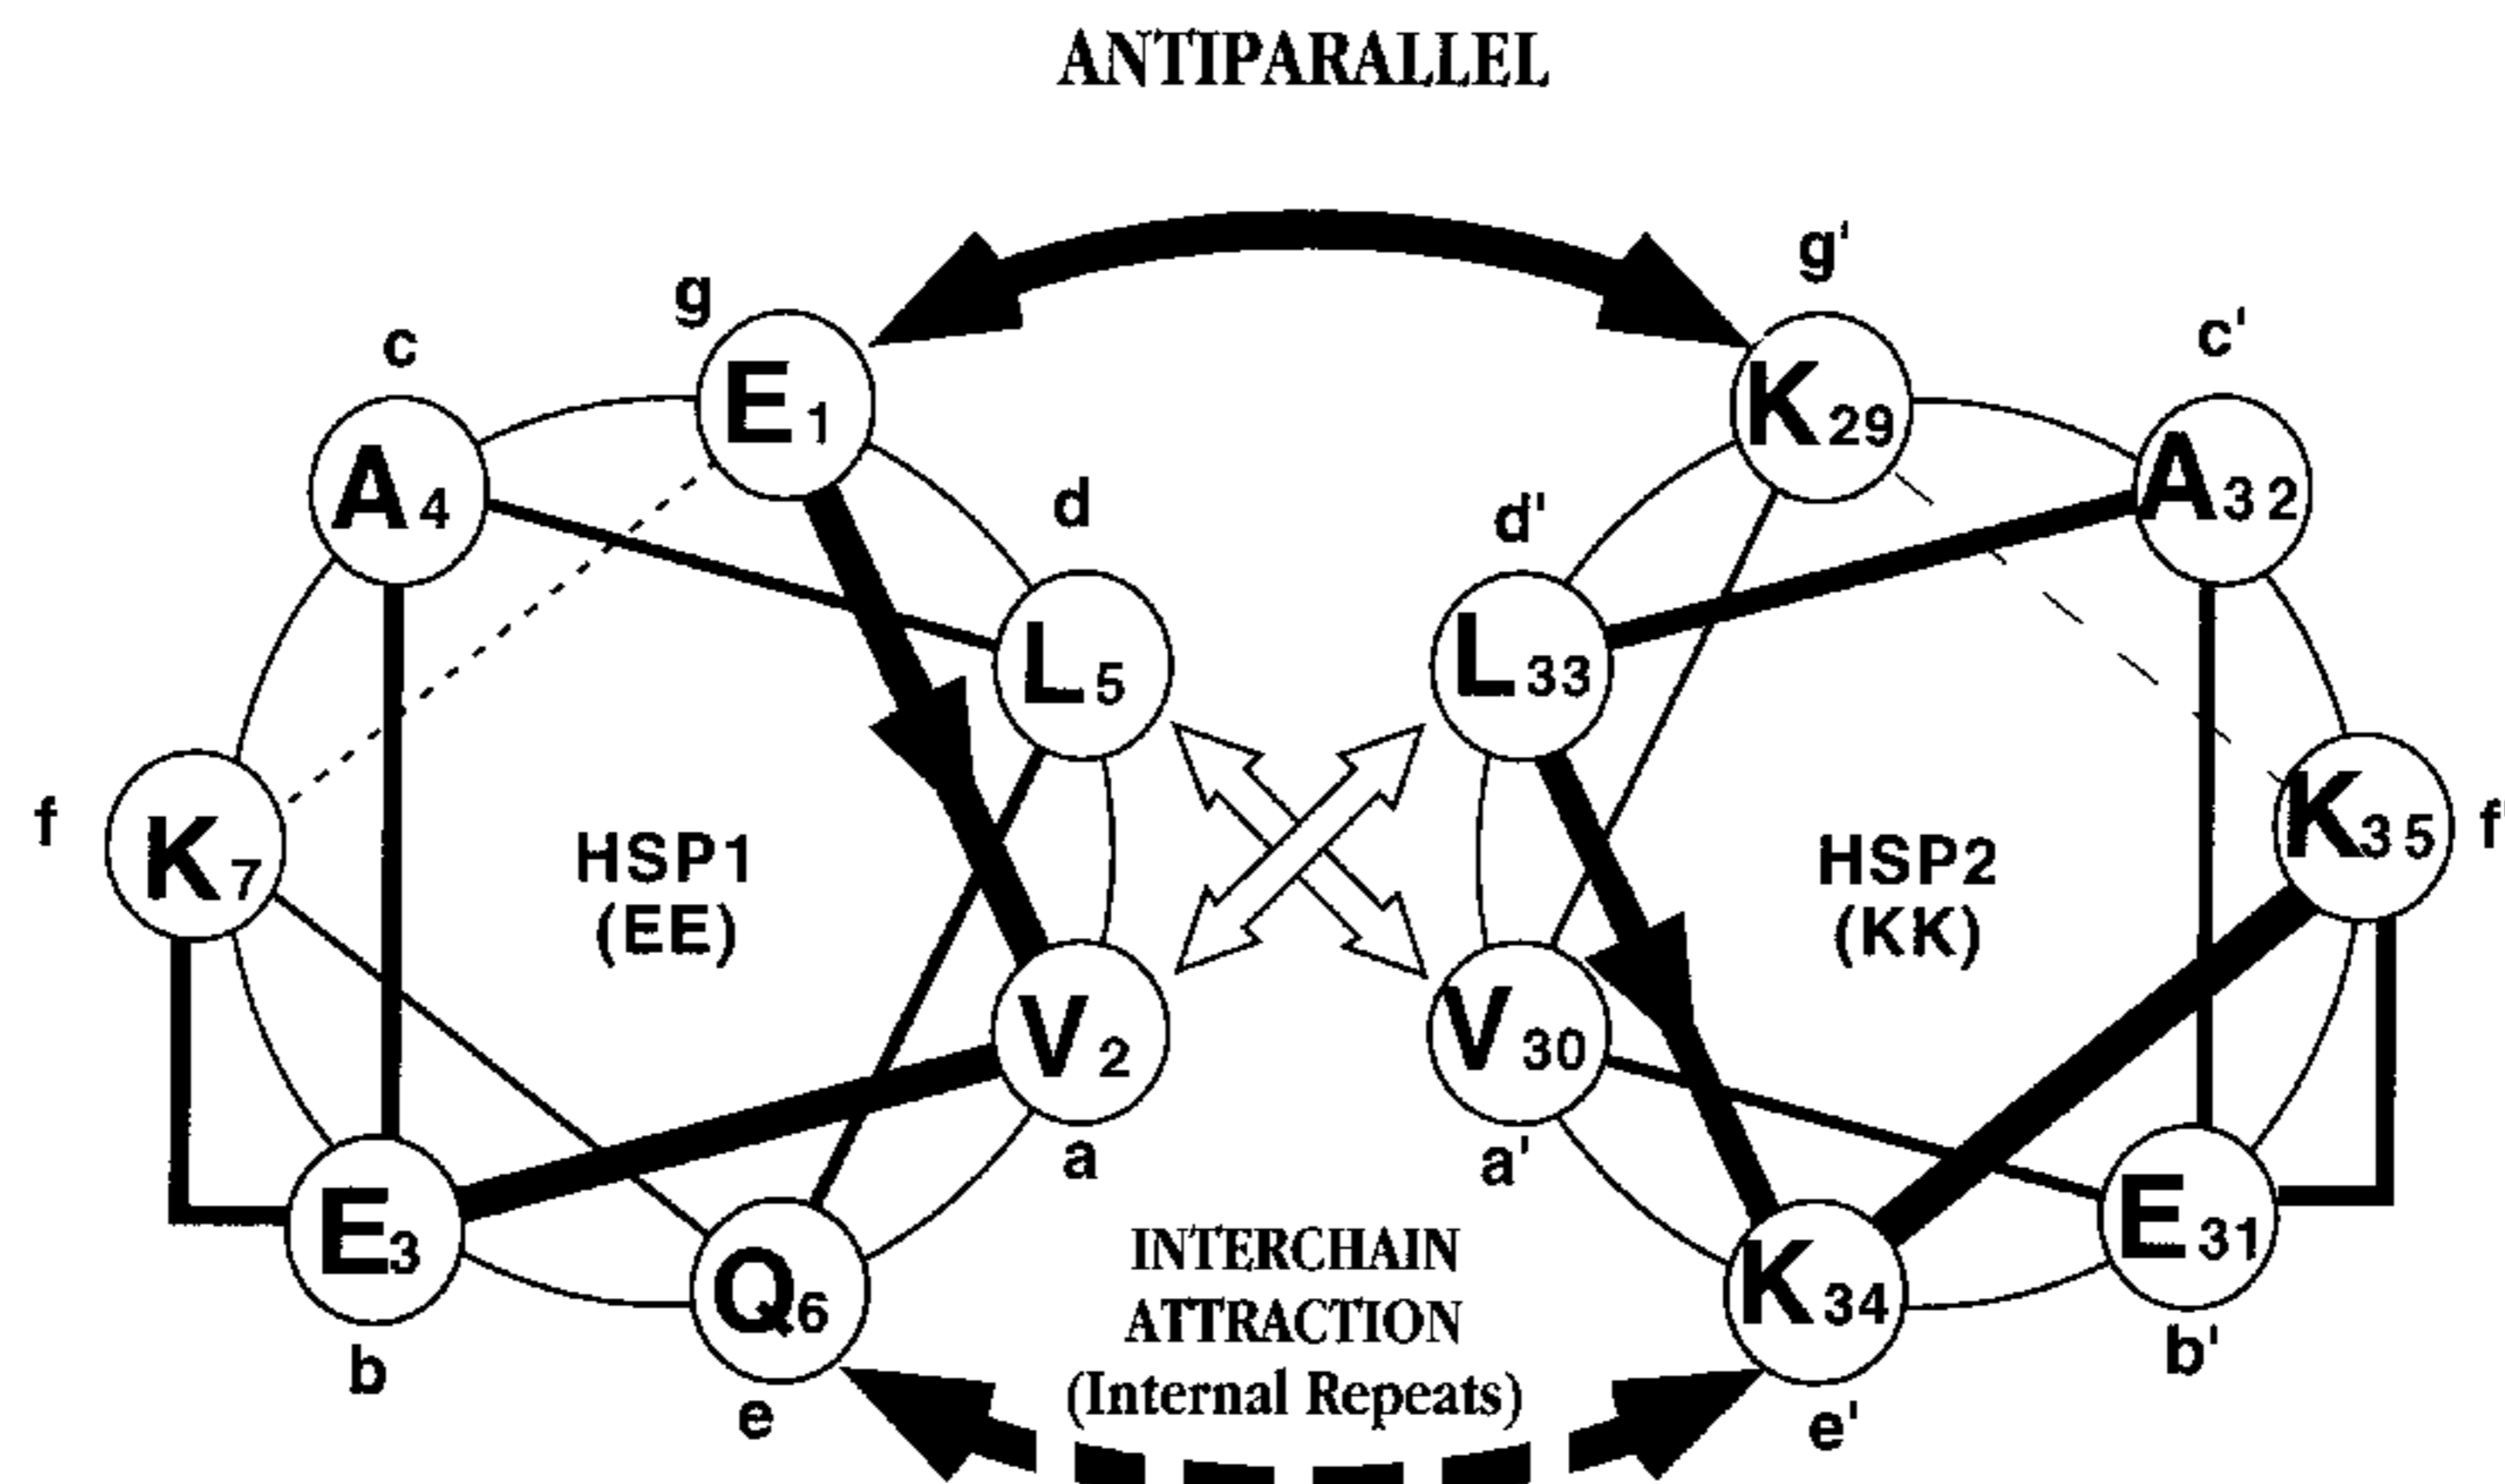 ANTIPARALLEL
g
g'
c
c'
E1
K29
A4
A32
d
d'
L5
L33
f
K7
HSP1
(EE)
HSP2
(KK)
K35
f'
V2
V30
a
a'
E3
Q6
INTERCHAIN
ATTRACTION
(Internal Repeats)
K34
E31
b
e
e'
b'